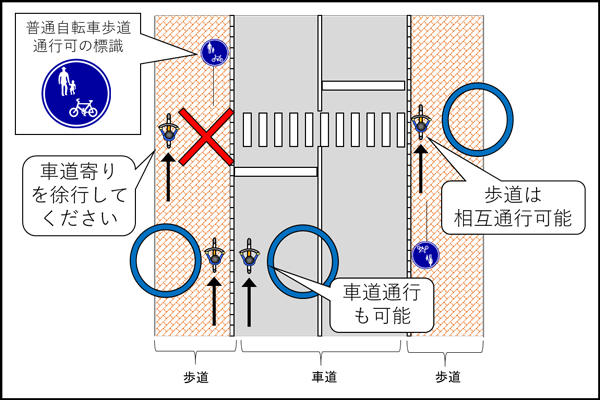 普通自転車歩道
通行可の標識
車道寄り
を徐行して
ください
歩道は
相互通行可能
車道通行
も可能
歩道
車道
歩道